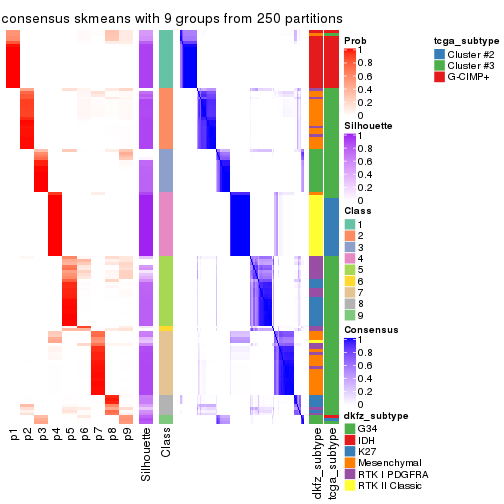 consensus skmeans with 9 groups from 250 partitions
Prob
1
0.8
0.6
0.4
0.2
0
Silhouette
1
0.8
0.6
0.4
0.2
0
Class
1
2
3
4
5
6
7
8
9
Consensus
1
0.8
0.6
0.4
0.2
0
dkfz_subtype
G34
IDH
K27
Mesenchymal
RTK I PDGFRA
RTK II Classic
tcga_subtype
Cluster #2
Cluster #3
G-CIMP+
p1
p2
p3
p4
p5
p6
p7
p8
p9
Silhouette
Class
dkfz_subtype
tcga_subtype